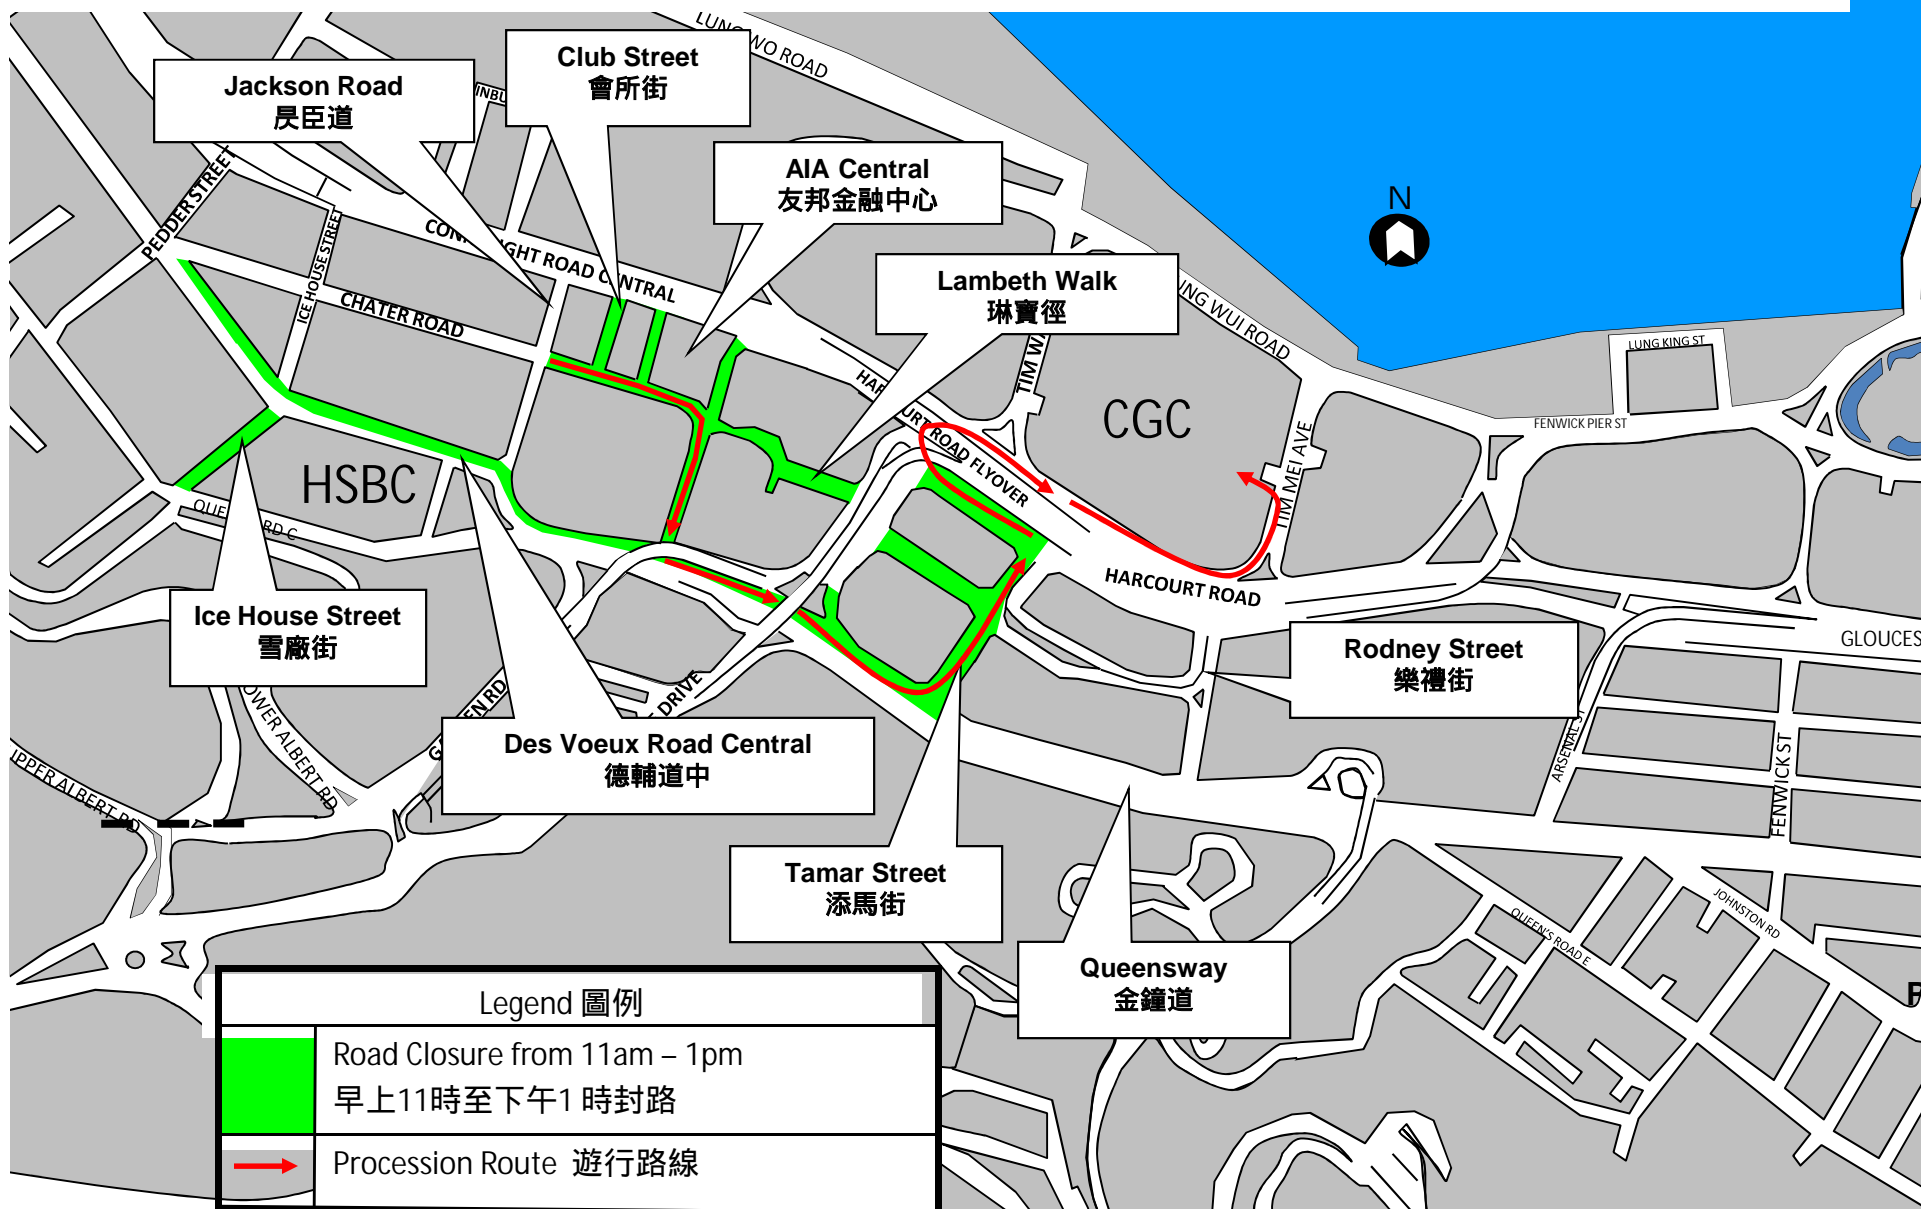 LUNG WO ROAD
Club Street
會所街
Jackson Road
昃臣道
AIA Central
友邦金融中心
PEDDER STREET
ICE HOUSE STREET
CHATER ROAD
ROAD CENTRAL
Lambeth Walk
琳寶徑
N
WUI ROAD
LUNG KING ST
FENWICK PIER ST
CGC
ROAD FLYOVER
TIM MEI AVE
HARCOURT ROAD
HSBC
Ice House Street
雪廠街
Rodney Street
樂禮街
DRIVE
Des Voeux Road Central
德輔道中
ALBERT RD
ALBERT RD
ARSENAL ST
FENWICK ST
Tamar Street
添馬街
Queensway
金鐘道
QUEEN'S ROAD E
JOHNSTON RD
Legend 圖例
Road Closure from 11am – 1pm
早上11時至下午1 時封路
Procession Route 遊行路線